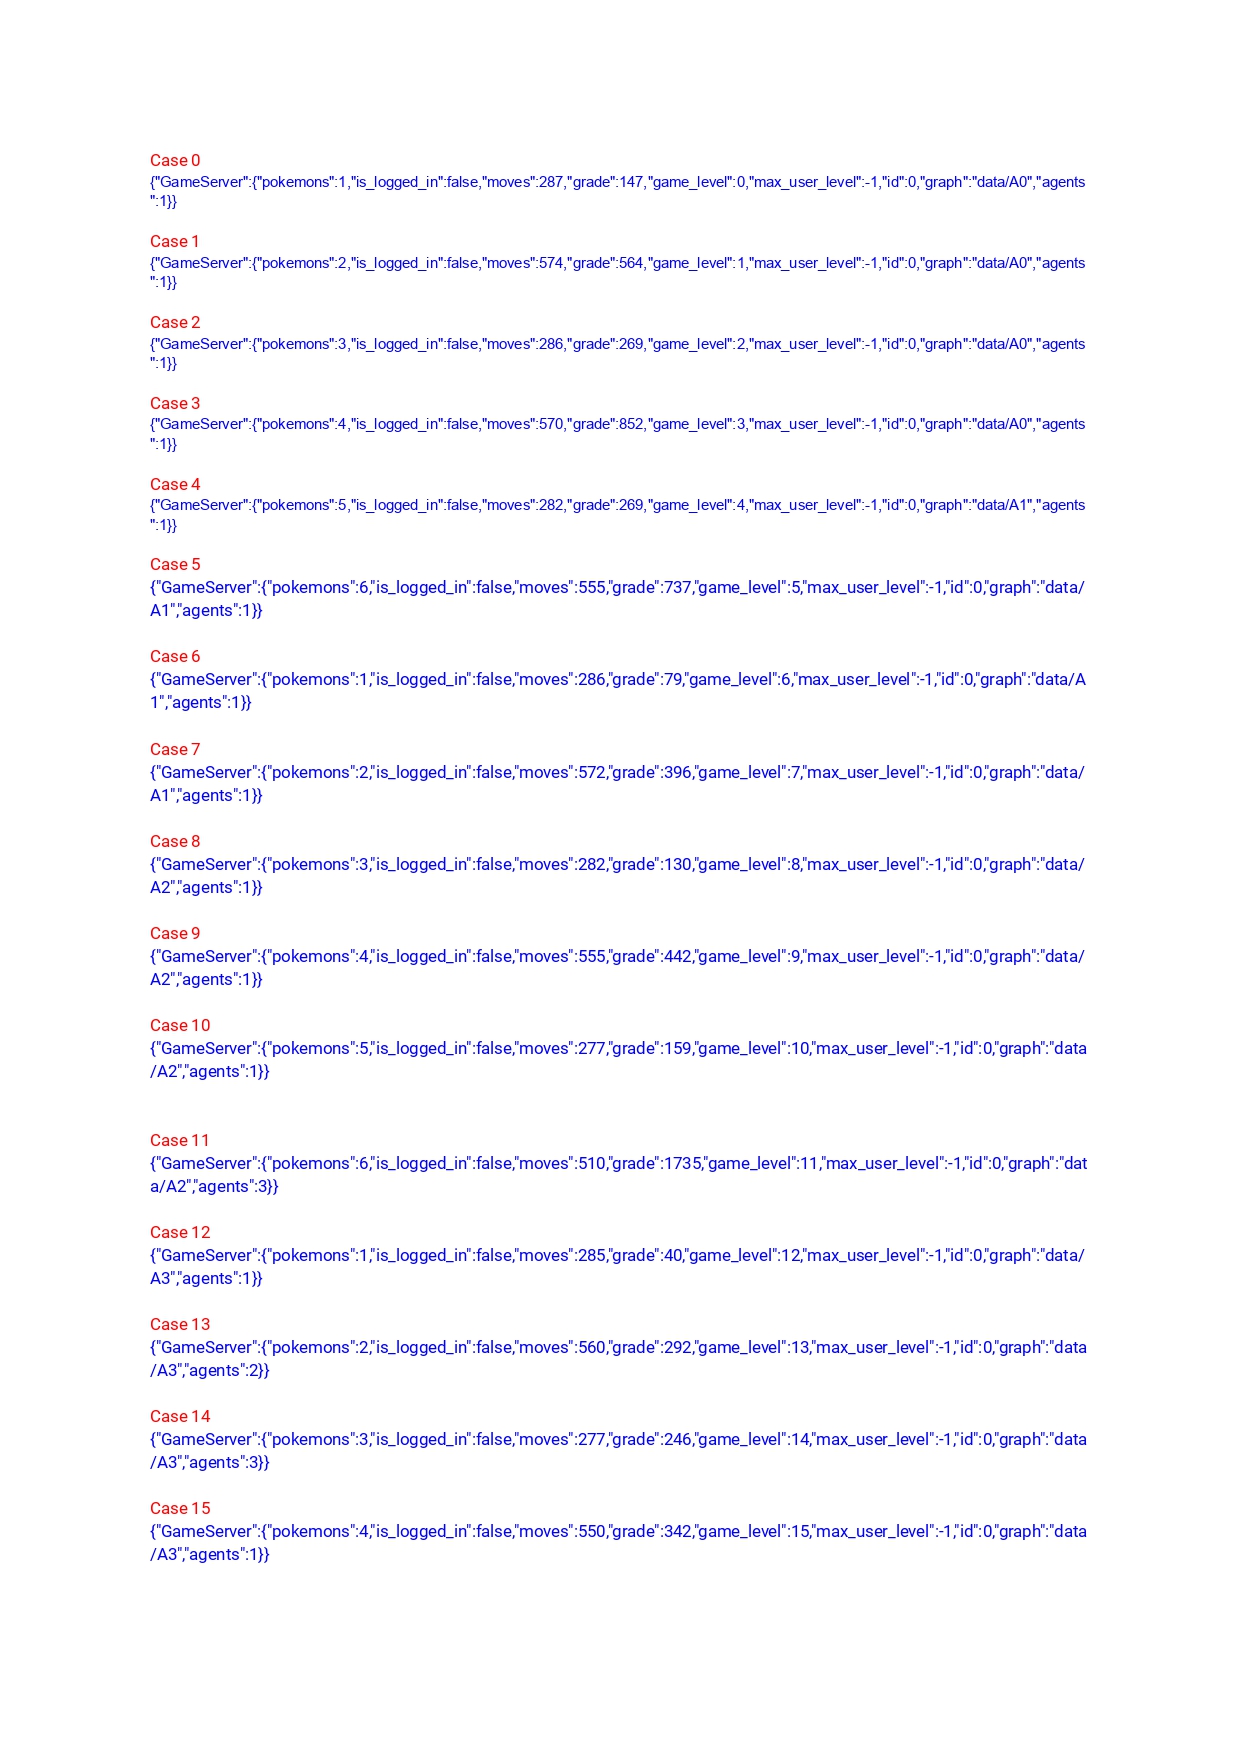 Case 0
{"GameServer":{"pokemons":1,"is_logged_in":false,"moves":287,"grade":147,"game_level":0,"max_user_level":-1,"id":0,"graph":"data/A0","agents
":1}}
Case 1
{"GameServer":{"pokemons":2,"is_logged_in":false,"moves":574,"grade":564,"game_level":1,"max_user_level":-1,"id":0,"graph":"data/A0","agents
":1}}
Case 2
{"GameServer":{"pokemons":3,"is_logged_in":false,"moves":286,"grade":269,"game_level":2,"max_user_level":-1,"id":0,"graph":"data/A0","agents
":1}}
Case 3
{"GameServer":{"pokemons":4,"is_logged_in":false,"moves":570,"grade":852,"game_level":3,"max_user_level":-1,"id":0,"graph":"data/A0","agents
":1}}
Case 4
{"GameServer":{"pokemons":5,"is_logged_in":false,"moves":282,"grade":269,"game_level":4,"max_user_level":-1,"id":0,"graph":"data/A1","agents
":1}}
Case 5
{"GameServer":{"pokemons":6,"is_logged_in":false,"moves":555,"grade":737,"game_level":5,"max_user_level":-1,"id":0,"graph":"data/
A1","agents":1}}
Case 6
{"GameServer":{"pokemons":1,"is_logged_in":false,"moves":286,"grade":79,"game_level":6,"max_user_level":-1,"id":0,"graph":"data/A
1","agents":1}}
Case 7
{"GameServer":{"pokemons":2,"is_logged_in":false,"moves":572,"grade":396,"game_level":7,"max_user_level":-1,"id":0,"graph":"data/
A1","agents":1}}
Case 8
{"GameServer":{"pokemons":3,"is_logged_in":false,"moves":282,"grade":130,"game_level":8,"max_user_level":-1,"id":0,"graph":"data/
A2","agents":1}}
Case 9
{"GameServer":{"pokemons":4,"is_logged_in":false,"moves":555,"grade":442,"game_level":9,"max_user_level":-1,"id":0,"graph":"data/
A2","agents":1}}
Case 10
{"GameServer":{"pokemons":5,"is_logged_in":false,"moves":277,"grade":159,"game_level":10,"max_user_level":-1,"id":0,"graph":"data
/A2","agents":1}}
Case 11
{"GameServer":{"pokemons":6,"is_logged_in":false,"moves":510,"grade":1735,"game_level":11,"max_user_level":-1,"id":0,"graph":"dat
a/A2","agents":3}}
Case 12
{"GameServer":{"pokemons":1,"is_logged_in":false,"moves":285,"grade":40,"game_level":12,"max_user_level":-1,"id":0,"graph":"data/
A3","agents":1}}
Case 13
{"GameServer":{"pokemons":2,"is_logged_in":false,"moves":560,"grade":292,"game_level":13,"max_user_level":-1,"id":0,"graph":"data
/A3","agents":2}}
Case 14
{"GameServer":{"pokemons":3,"is_logged_in":false,"moves":277,"grade":246,"game_level":14,"max_user_level":-1,"id":0,"graph":"data
/A3","agents":3}}
Case 15
{"GameServer":{"pokemons":4,"is_logged_in":false,"moves":550,"grade":342,"game_level":15,"max_user_level":-1,"id":0,"graph":"data
/A3","agents":1}}